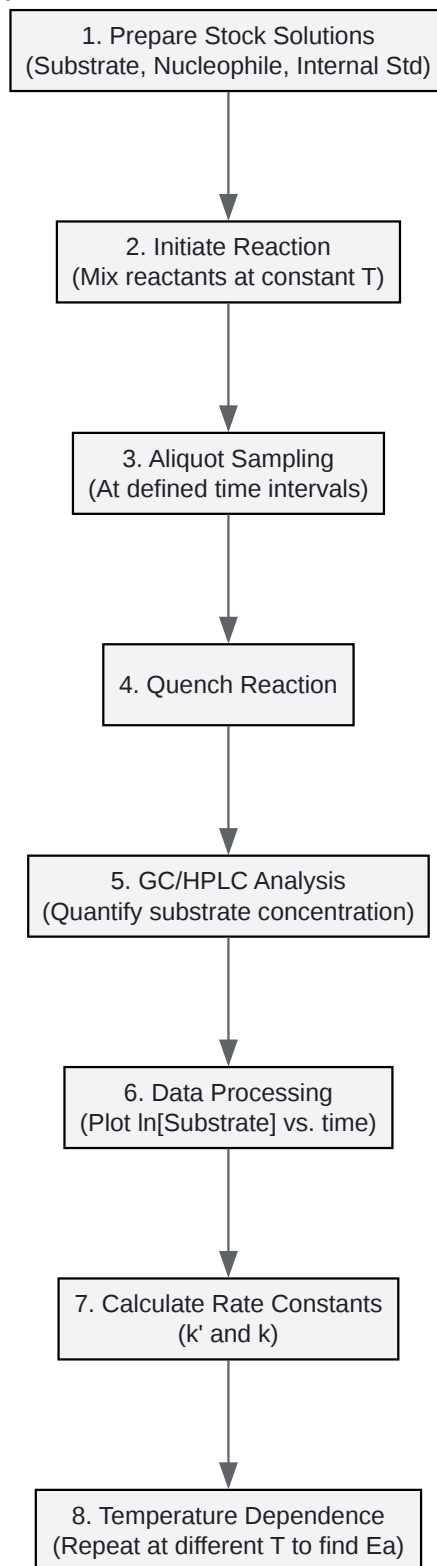 1. Prepare Stock Solutions
(Substrate, Nucleophile, Internal Std)
2. Initiate Reaction
(Mix reactants at constant T)
3. Aliquot Sampling
(At defined time intervals)
4. Quench Reaction
5. GC/HPLC Analysis
(Quantify substrate concentration)
6. Data Processing
(Plot ln[Substrate] vs. time)
7. Calculate Rate Constants
(k' and k)
8. Temperature Dependence
(Repeat at different T to find Ea)